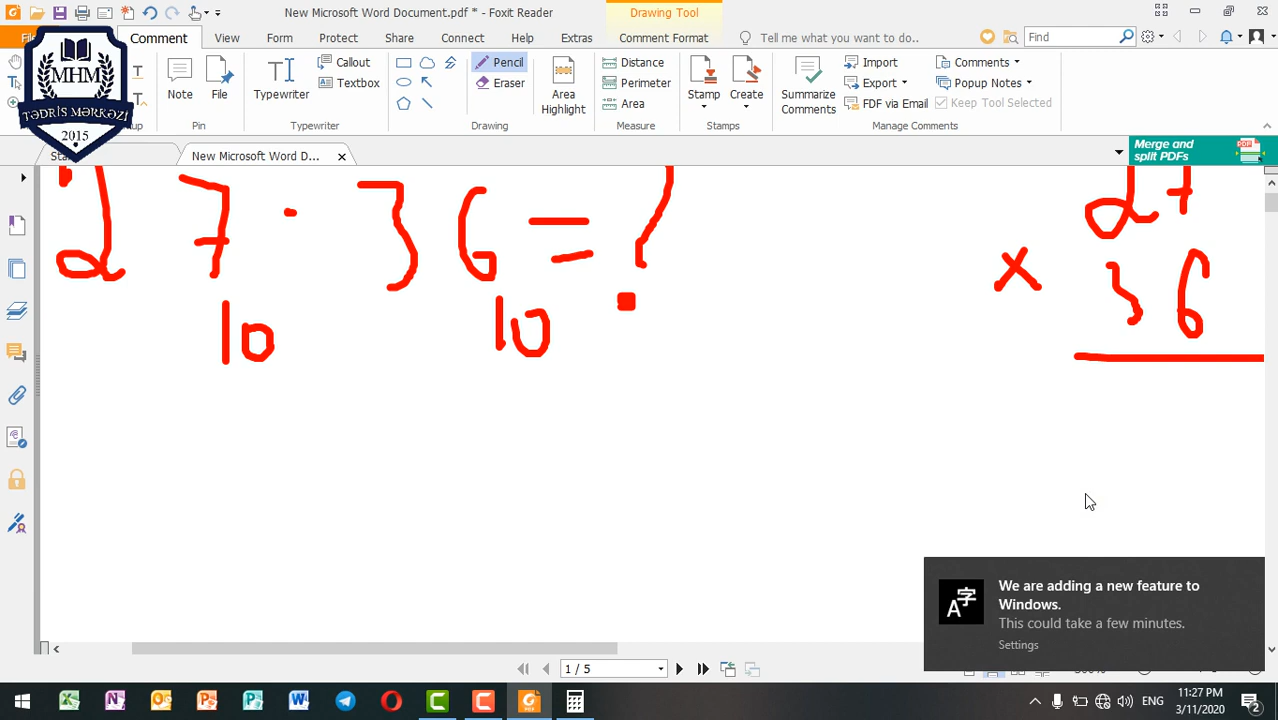 New Microsoft Word Document.pdf * - Foxit Reader
Drawing Tool
Comment
View
Form
Protect
Share
Connect
Help
Extras
Comment Format
Tell me what you want to do...
Find
Note
File
Typewriter
Callout
Textbox
Pencil
Eraser
Area
Highlight
Distance
Perimeter
Area
Stamp
Create
Summarize
Comments
Import
Export
FDF via Email
Comments
Popup Notes
Keep Tool Selected
Pin
Typewriter
Drawing
Measure
Stamps
Manage Comments
MHM
TƏDRİS MƏRKƏZİ
2015
New Microsoft Word D...
Merge and
split PDFs
27 · 36 = ?
10 10
27
x 36
We are adding a new feature to
Windows.
This could take a few minutes.
Settings
1 / 5
ENG
11:27 PM
3/11/2020